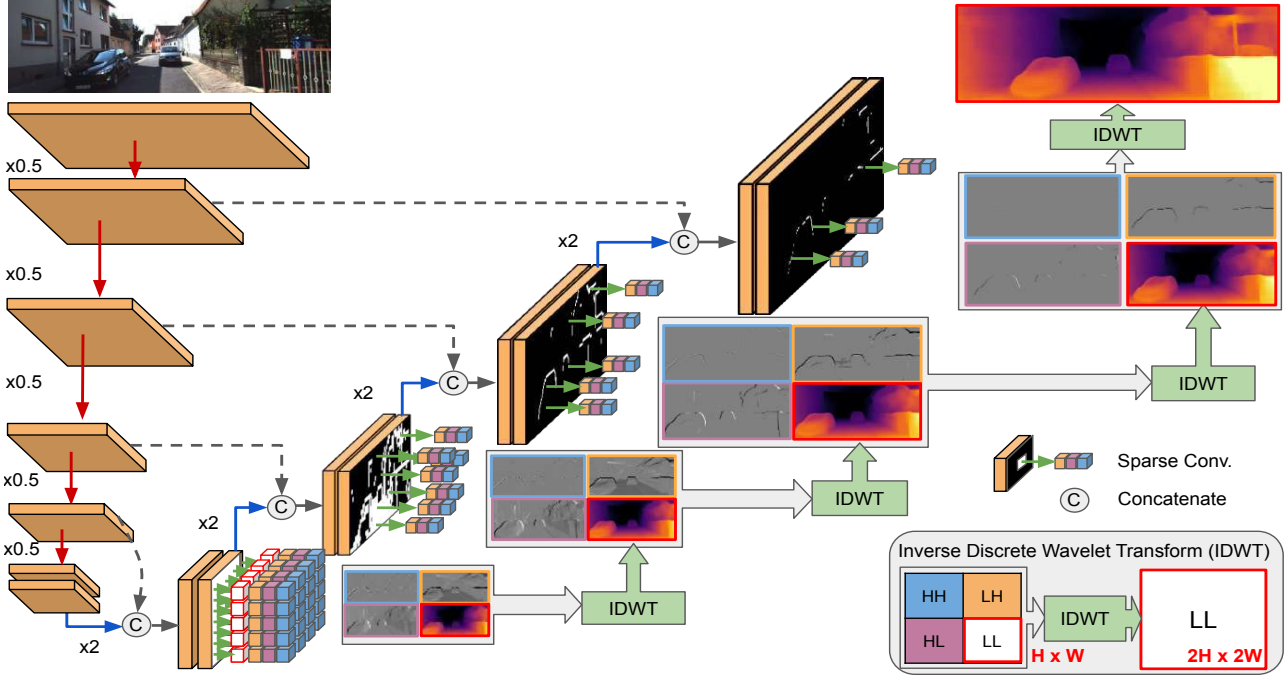 x0.5
x0.5
x0.5
x0.5
x0.5
x2
C
x2
C
x2
C
x2
C
IDWT
IDWT
IDWT
IDWT
Sparse Conv.
C
Concatenate
Inverse Discrete Wavelet Transform (IDWT)
HH
LH
HL
LL
H x W
IDWT
LL
2H x 2W